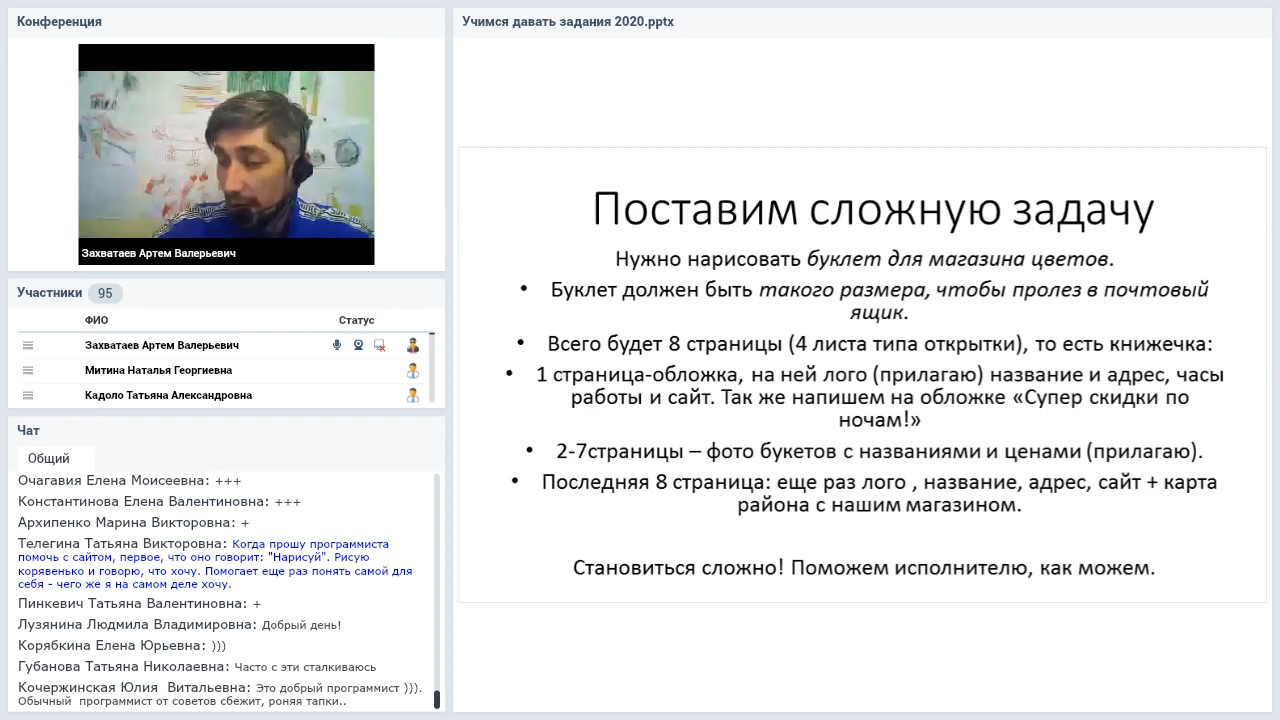 Конференция
Захватаев Артем Валерьевич
Участники 95
ФИО Статус
Захватаев Артем Валерьевич
Митина Наталья Георгиевна
Кадоло Татьяна Александровна
Чат
Общий
Очагавия Елена Моисеевна: +++
Константинова Елена Валентиновна: +++
Архипенко Марина Викторовна: +
Телегина Татьяна Викторовна: Когда прошу программиста
помочь с сайтом, первое, что оно говорит: "Нарисуй". Рисую
корявенько и говорю, что хочу. Помогает еще раз понять самой для
себя - чего же я на самом деле хочу.
Пинкевич Татьяна Валентиновна: +
Лузянина Людмила Владимировна: Добрый день!
Корябкина Елена Юрьевна: )))
Губанова Татьяна Николаевна: Часто с эти сталкиваюсь
Кочержинская Юлия Витальевна: Это добрый программист ))).
Обычный программист от советов сбежит, роняя тапки..
Учимся давать задания 2020.pptx
Поставим сложную задачу
Нужно нарисовать буклет для магазина цветов.
• Буклет должен быть такого размера, чтобы пролез в почтовый
ящик.
• Всего будет 8 страницы (4 листа типа открытки), то есть книжечка:
• 1 страница-обложка, на ней лого (прилагаю) название и адрес, часы
работы и сайт. Так же напишем на обложке «Супер скидки по
ночам!»
• 2-7страницы – фото букетов с названиями и ценами (прилагаю).
• Последняя 8 страница: еще раз лого , название, адрес, сайт + карта
района с нашим магазином.
Становиться сложно! Поможем исполнителю, как можем.